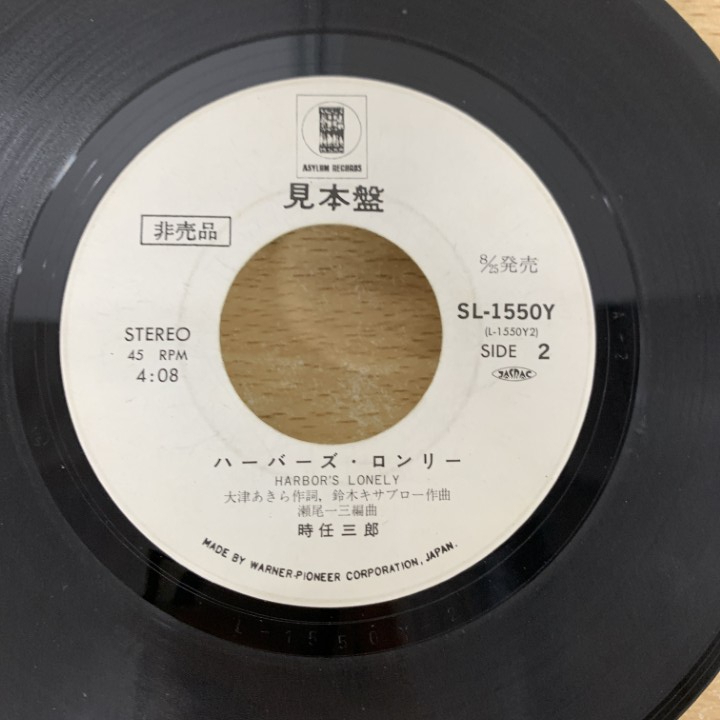 ASYLUM RECORDS
見本盤
非売品
8/25発売
SL-1550Y
(L-1550Y2)
SIDE 2
JASRAC
STEREO
45 RPM
4:08
ハーバーズ・ロンリー
HARBOR'S LONELY
大津あきら作詞, 鈴木キサブロー作曲
瀬尾一三編曲
時任三郎
MADE BY WARNER-PIONEER CORPORATION, JAPAN.
L-1550Y 2